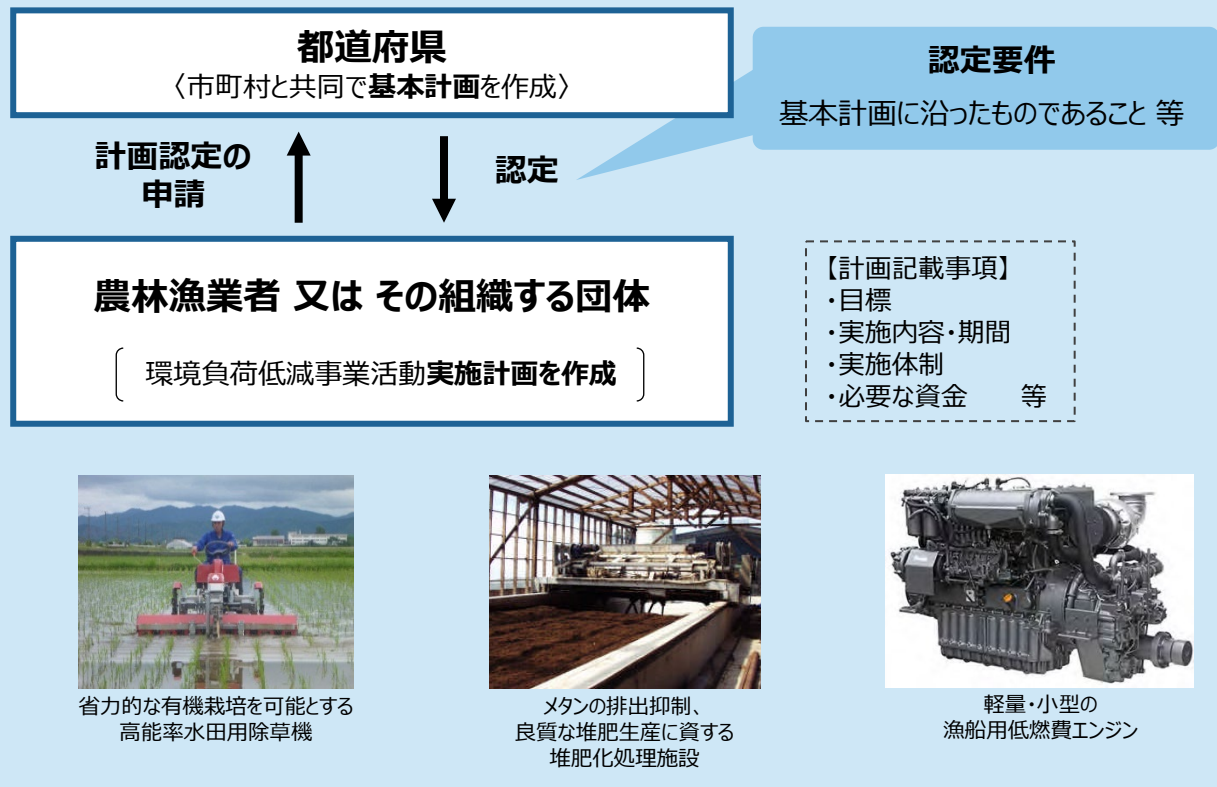 都道府県
〈市町村と共同で基本計画を作成〉
認定要件
基本計画に沿ったものであること 等
計画認定の
申請
認定
農林漁業者 又は その組織する団体
環境負荷低減事業活動実施計画を作成
【計画記載事項】
・目標
・実施内容・期間
・実施体制
・必要な資金　　等
省力的な有機栽培を可能とする
高能率水田用除草機
メタンの排出抑制、
良質な堆肥生産に資する
堆肥化処理施設
軽量・小型の
漁船用低燃費エンジン